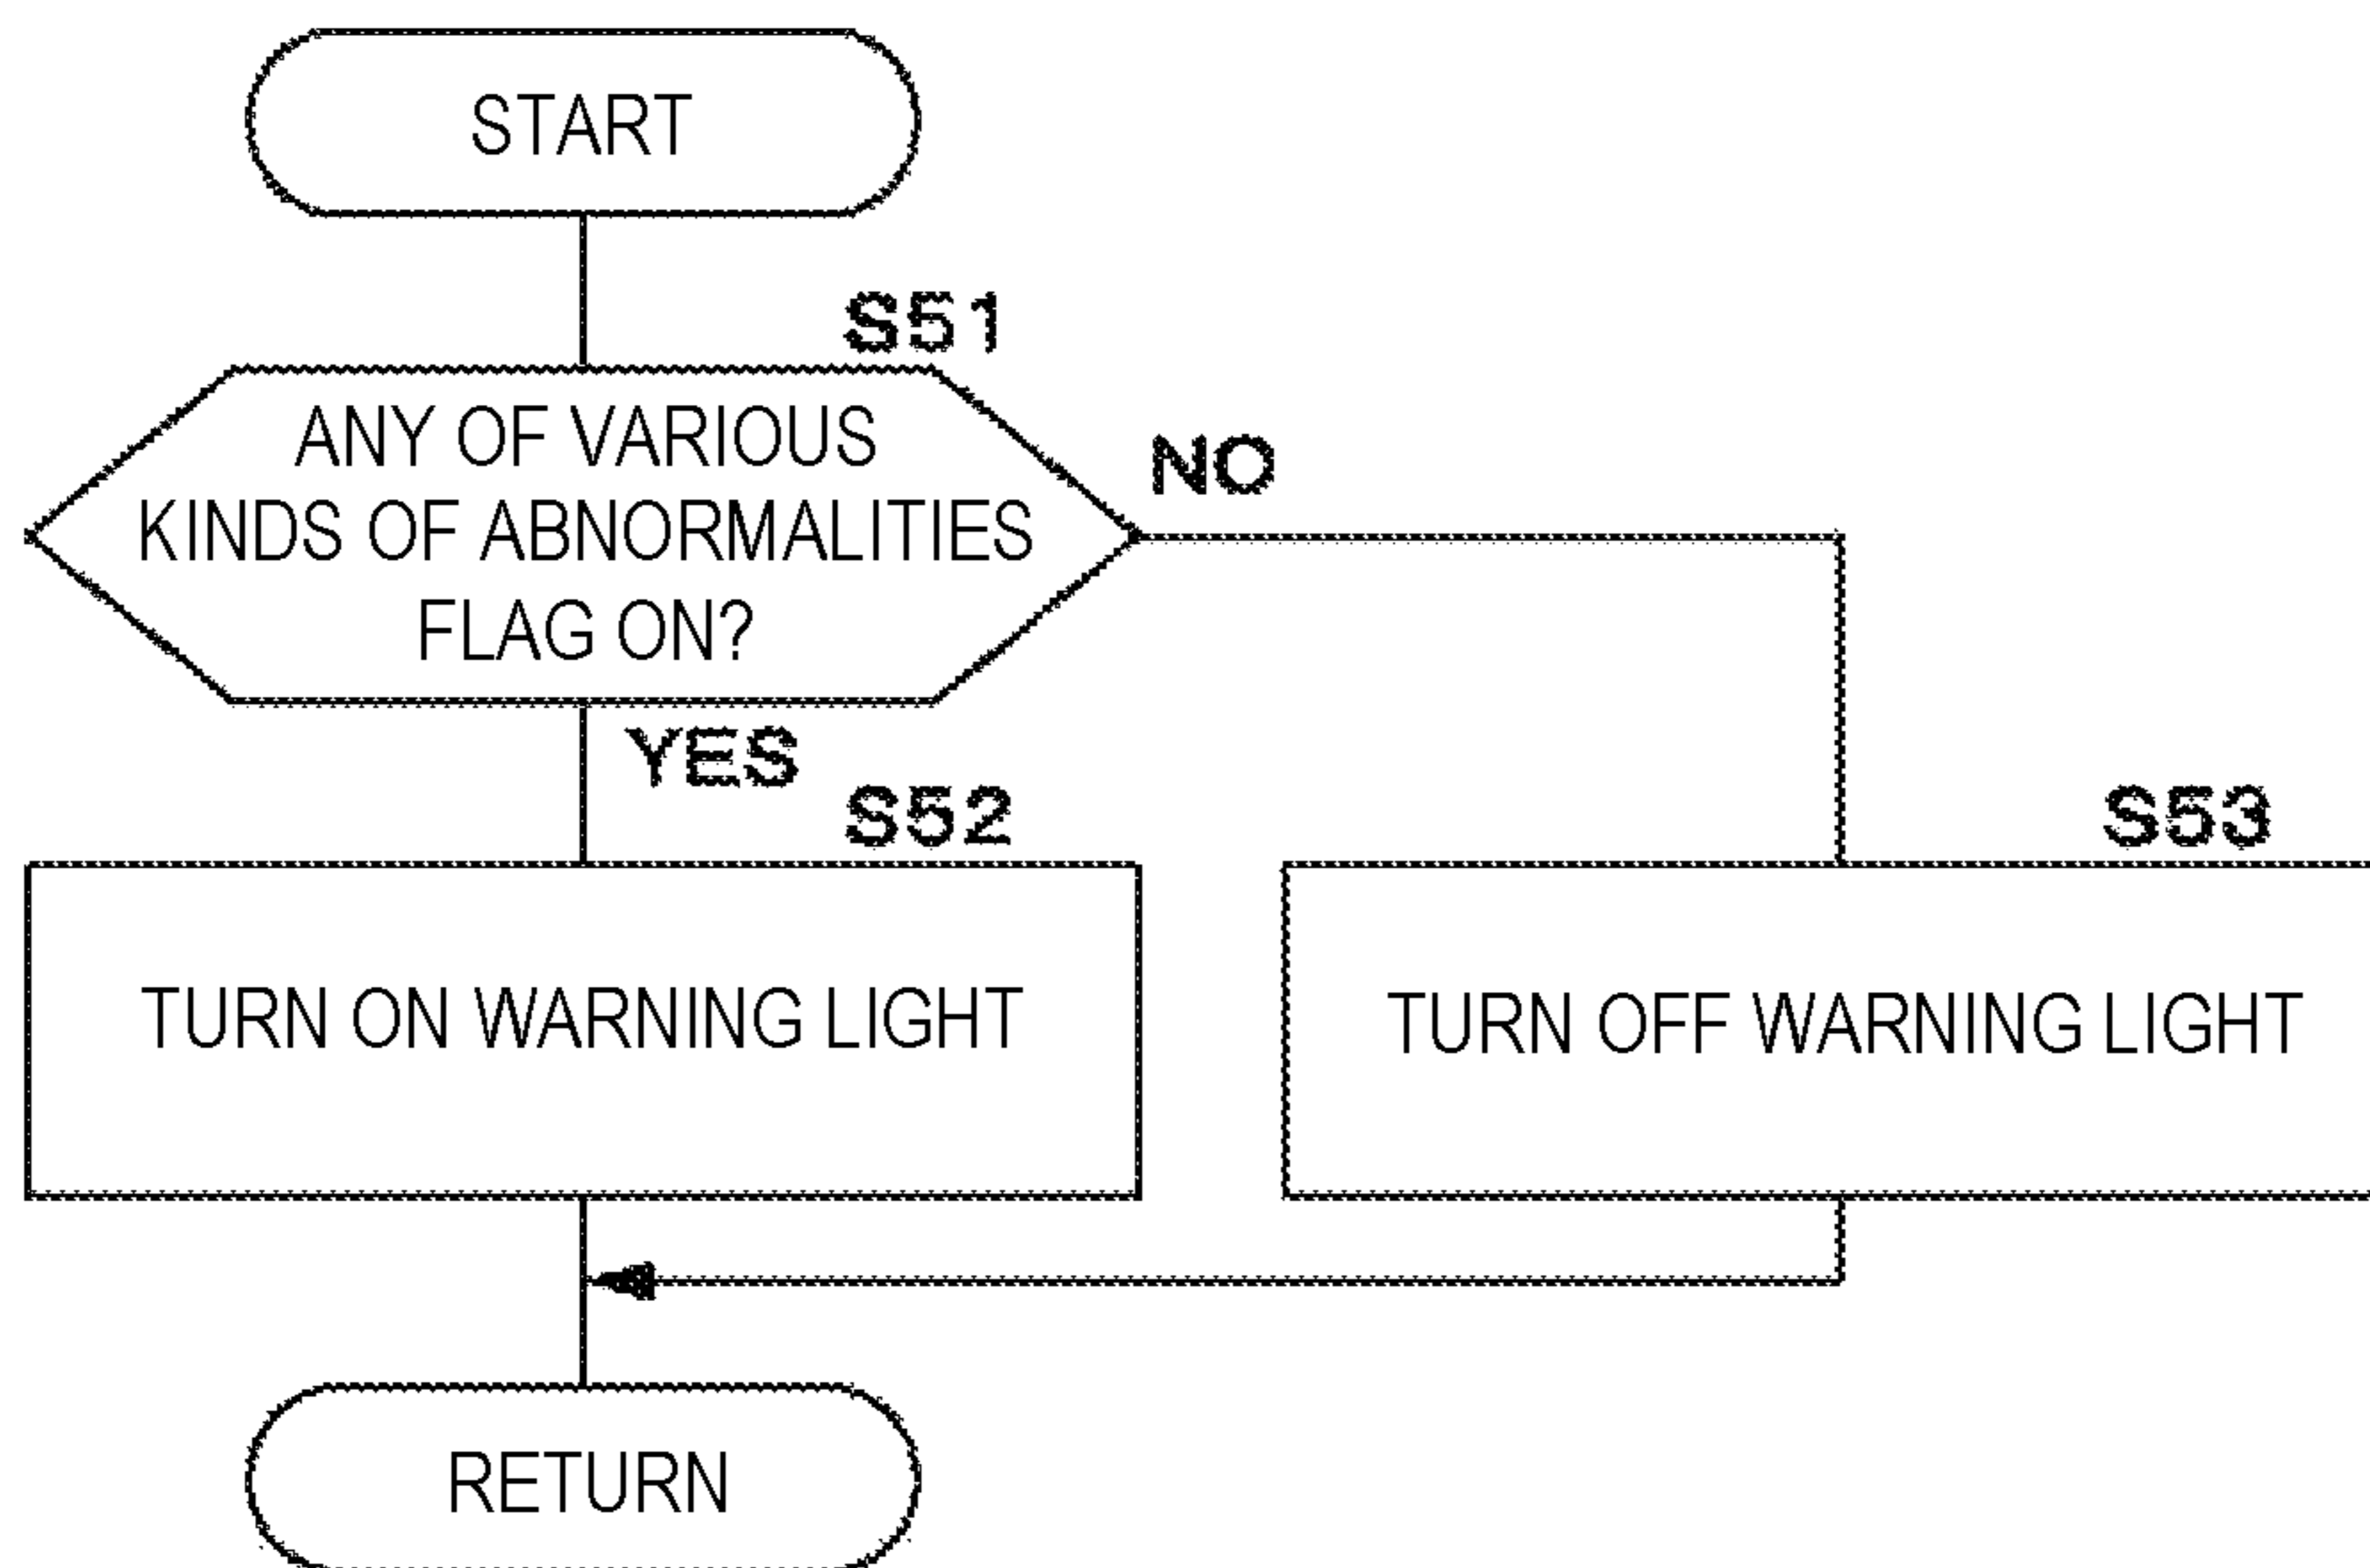 START
S51
ANY OF VARIOUS
KINDS OF ABNORMALITIES
FLAG ON?
NO
YES
S52
TURN ON WARNING LIGHT
S53
TURN OFF WARNING LIGHT
RETURN